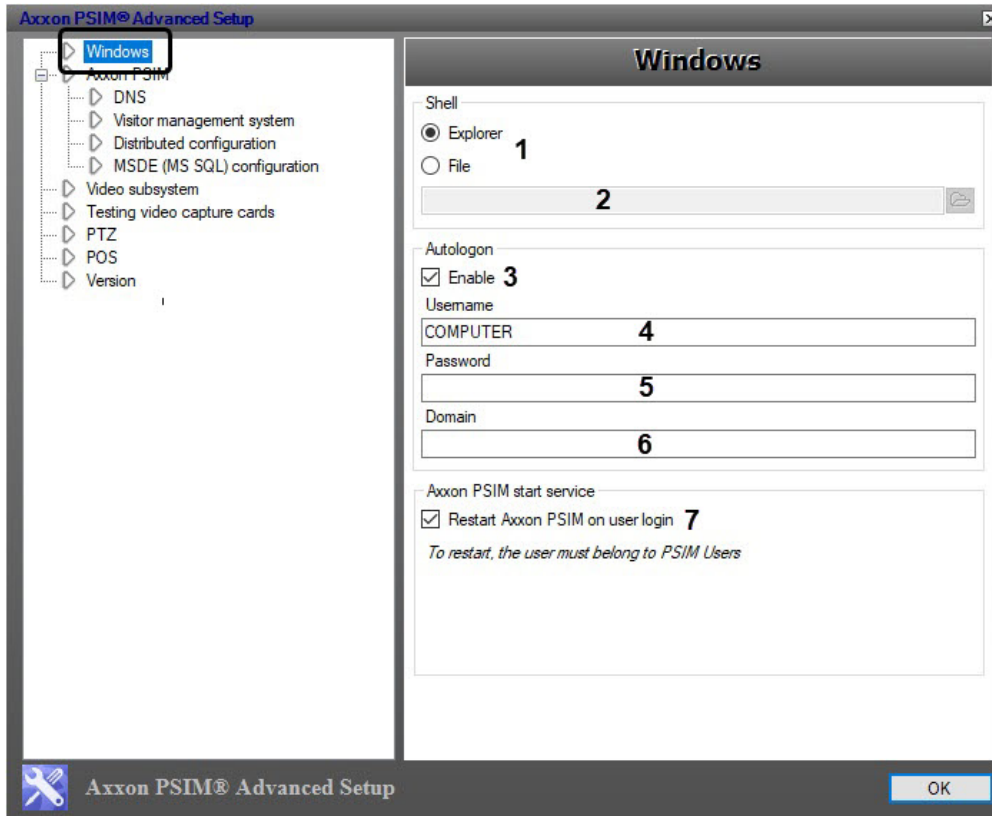 Axxon PSIM® Advanced Setup
Windows
Axxon PSIM
DNS
Visitor management system
Distributed configuration
MSDE (MS SQL) configuration
Video subsystem
Testing video capture cards
PTZ
POS
Version
Windows
Shell
Explorer
1
File
2
Autologon
Enable 3
Username
COMPUTER 4
Password
5
Domain
6
Axxon PSIM start service
Restart Axxon PSIM on user login 7
To restart, the user must belong to PSIM Users
Axxon PSIM® Advanced Setup
OK